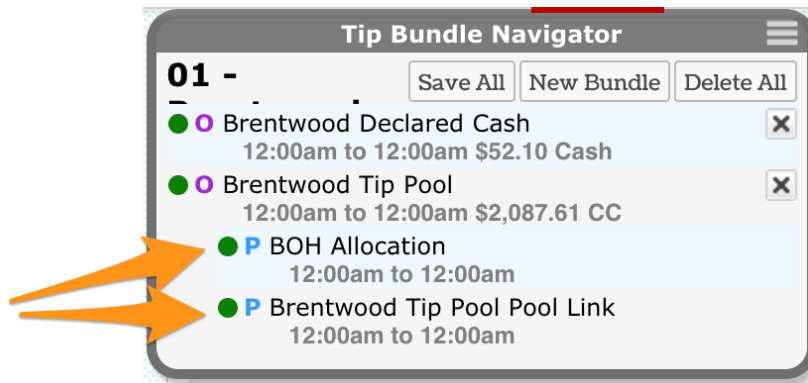 Tip Bundle Navigator
01 -
Save All New Bundle Delete All
O Brentwood Declared Cash
12:00am to 12:00am $52.10 Cash
O Brentwood Tip Pool
12:00am to 12:00am $2,087.61 CC
P BOH Allocation
12:00am to 12:00am
P Brentwood Tip Pool Pool Link
12:00am to 12:00am